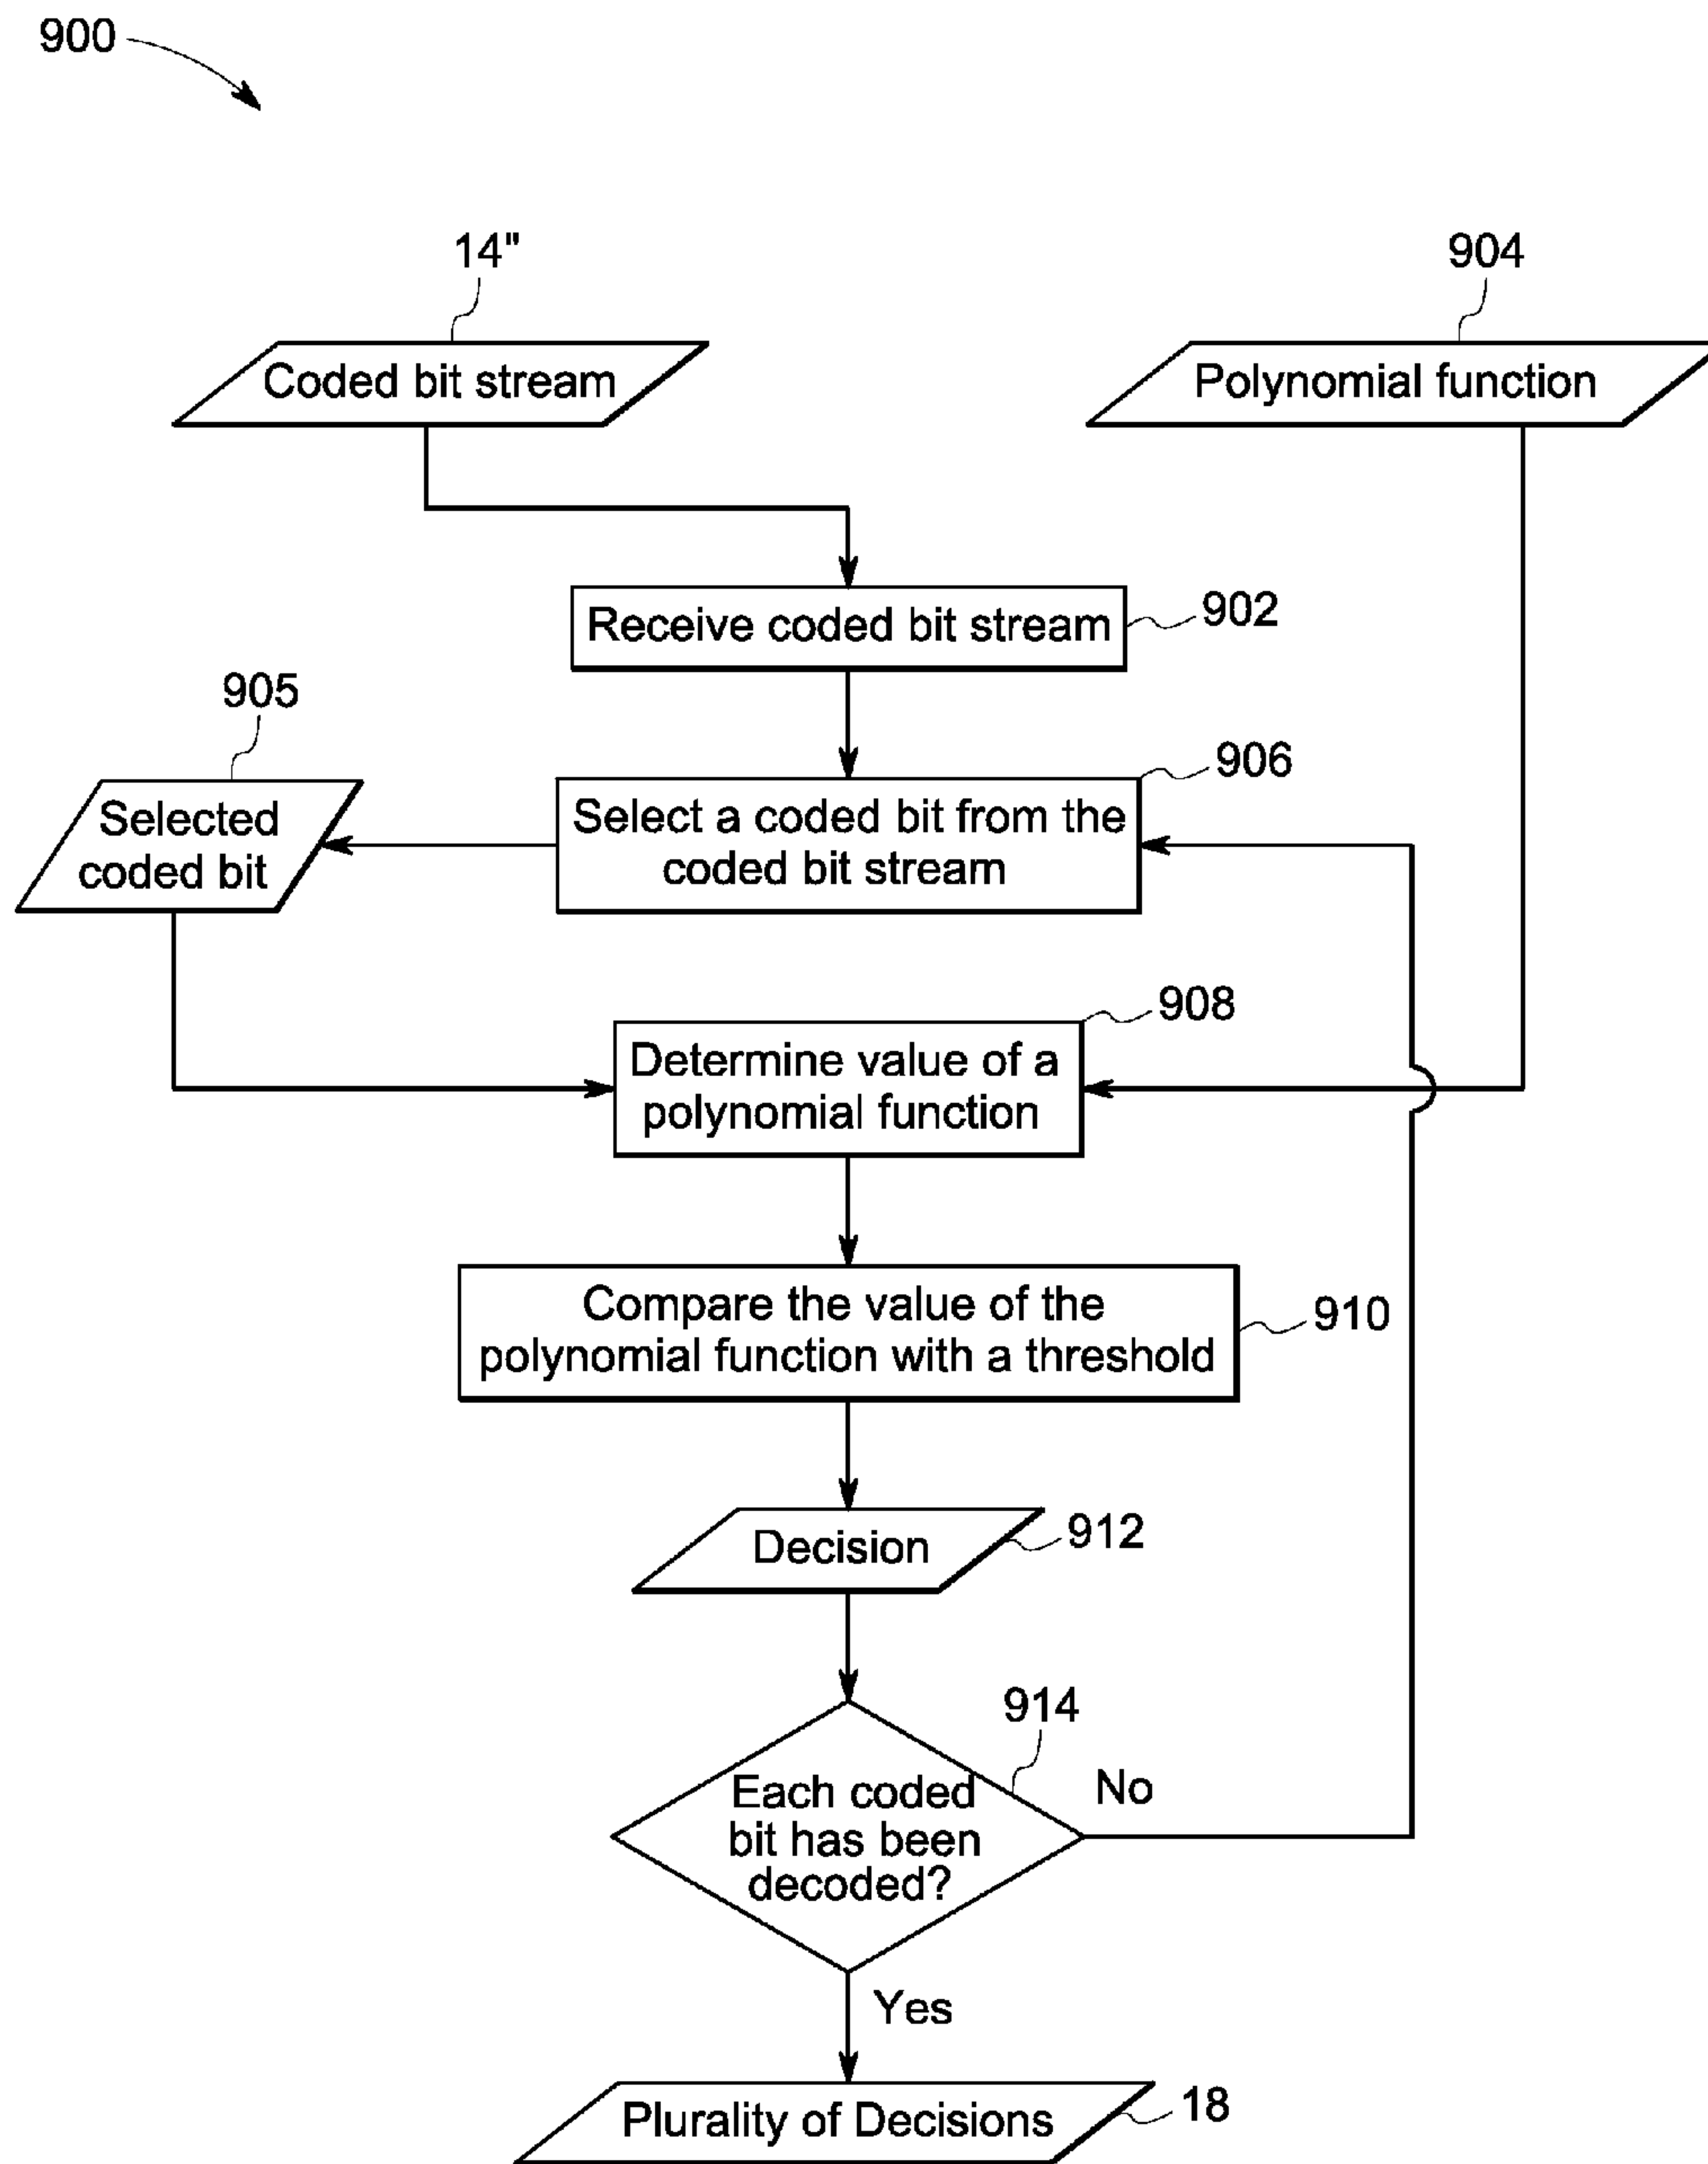 900
14"
904
Coded bit stream
Polynomial function
Receive coded bit stream
902
905
906
Selected
coded bit
Select a coded bit from the
coded bit stream
908
Determine value of a
polynomial function
Compare the value of the
polynomial function with a threshold
910
Decision
912
914
Each coded
bit has been
decoded?
No
Yes
Plurality of Decisions
18